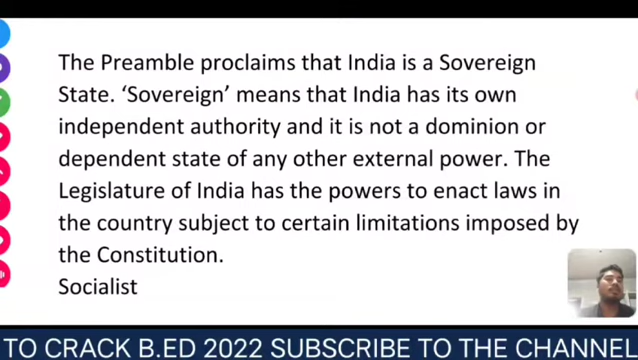 The Preamble proclaims that India is a Sovereign
State. ‘Sovereign’ means that India has its own
independent authority and it is not a dominion or
dependent state of any other external power. The
Legislature of India has the powers to enact laws in
the country subject to certain limitations imposed by
the Constitution.
Socialist
TO CRACK B.ED 2022 SUBSCRIBE TO THE CHANNEL